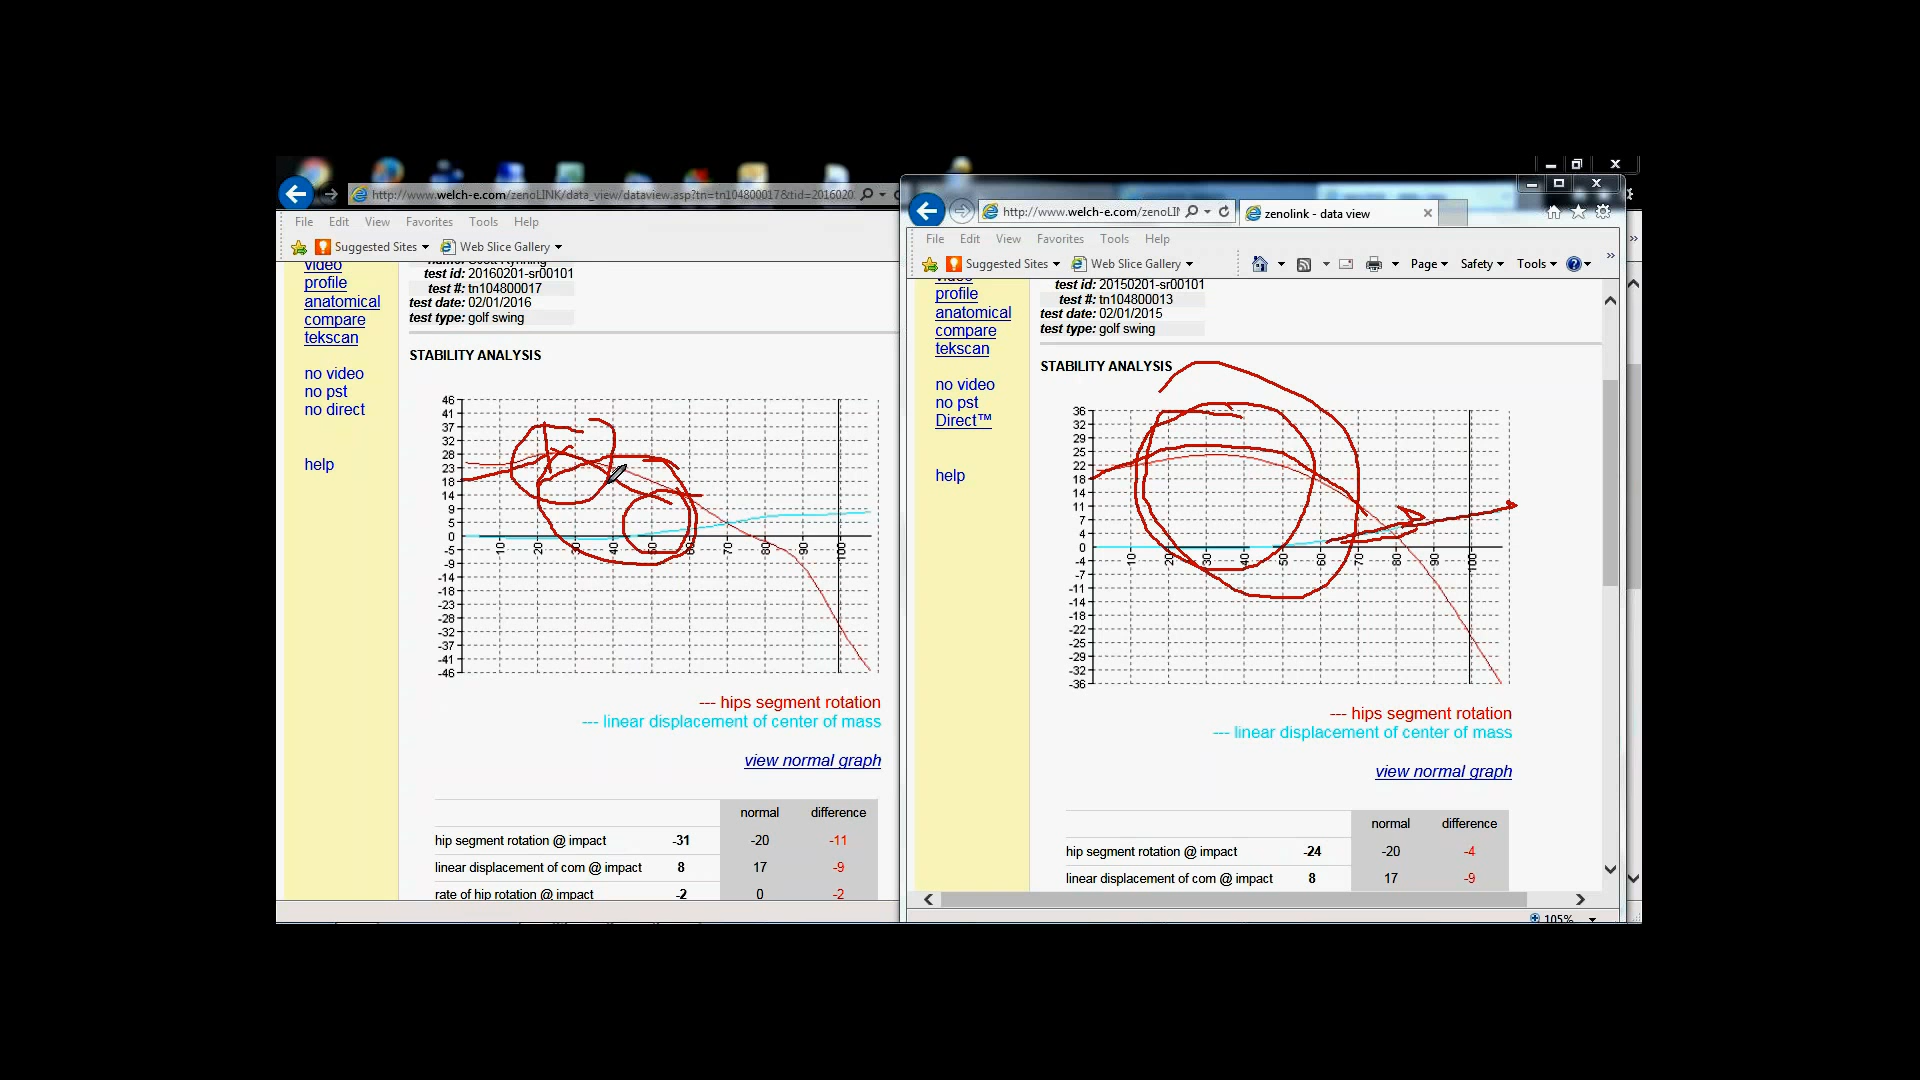 http://www.welch-e.com/zenoLINK/data_view/dataview.asp?tn=tn104800017&tid=2016020
File Edit View Favorites Tools Help
Suggested Sites Web Slice Gallery
video
profile
anatomical
compare
tekscan
no video
no pst
no direct
help
test id: 20160201-sr00101
test #: tn104800017
test date: 02/01/2016
test type: golf swing
STABILITY ANALYSIS
46
41
37
32
28
23
18
14
9
5
0
-5
-9
-14
-18
-23
-28
-32
-37
-41
-46
10 20 30 40 50 60 70 80 90 100
--- hips segment rotation
--- linear displacement of center of mass
view normal graph
normal difference
hip segment rotation @ impact -31 -20 -11
linear displacement of com @ impact 8 17 -9
rate of hip rotation @ impact -2 0 -2
http://www.welch-e.com/zenoLIN
zenolink - data view
File Edit View Favorites Tools Help
Suggested Sites Web Slice Gallery
Page Safety Tools
video
profile
anatomical
compare
tekscan
no video
no pst
Direct™
help
test id: 20150201-sr00101
test #: tn104800013
test date: 02/01/2015
test type: golf swing
STABILITY ANALYSIS
36
32
29
25
22
18
14
11
7
4
0
-4
-7
-11
-14
-18
-22
-25
-29
-32
-36
10 20 30 40 50 60 70 80 90 100
--- hips segment rotation
--- linear displacement of center of mass
view normal graph
normal difference
hip segment rotation @ impact -24 -20 -4
linear displacement of com @ impact 8 17 -9
105%